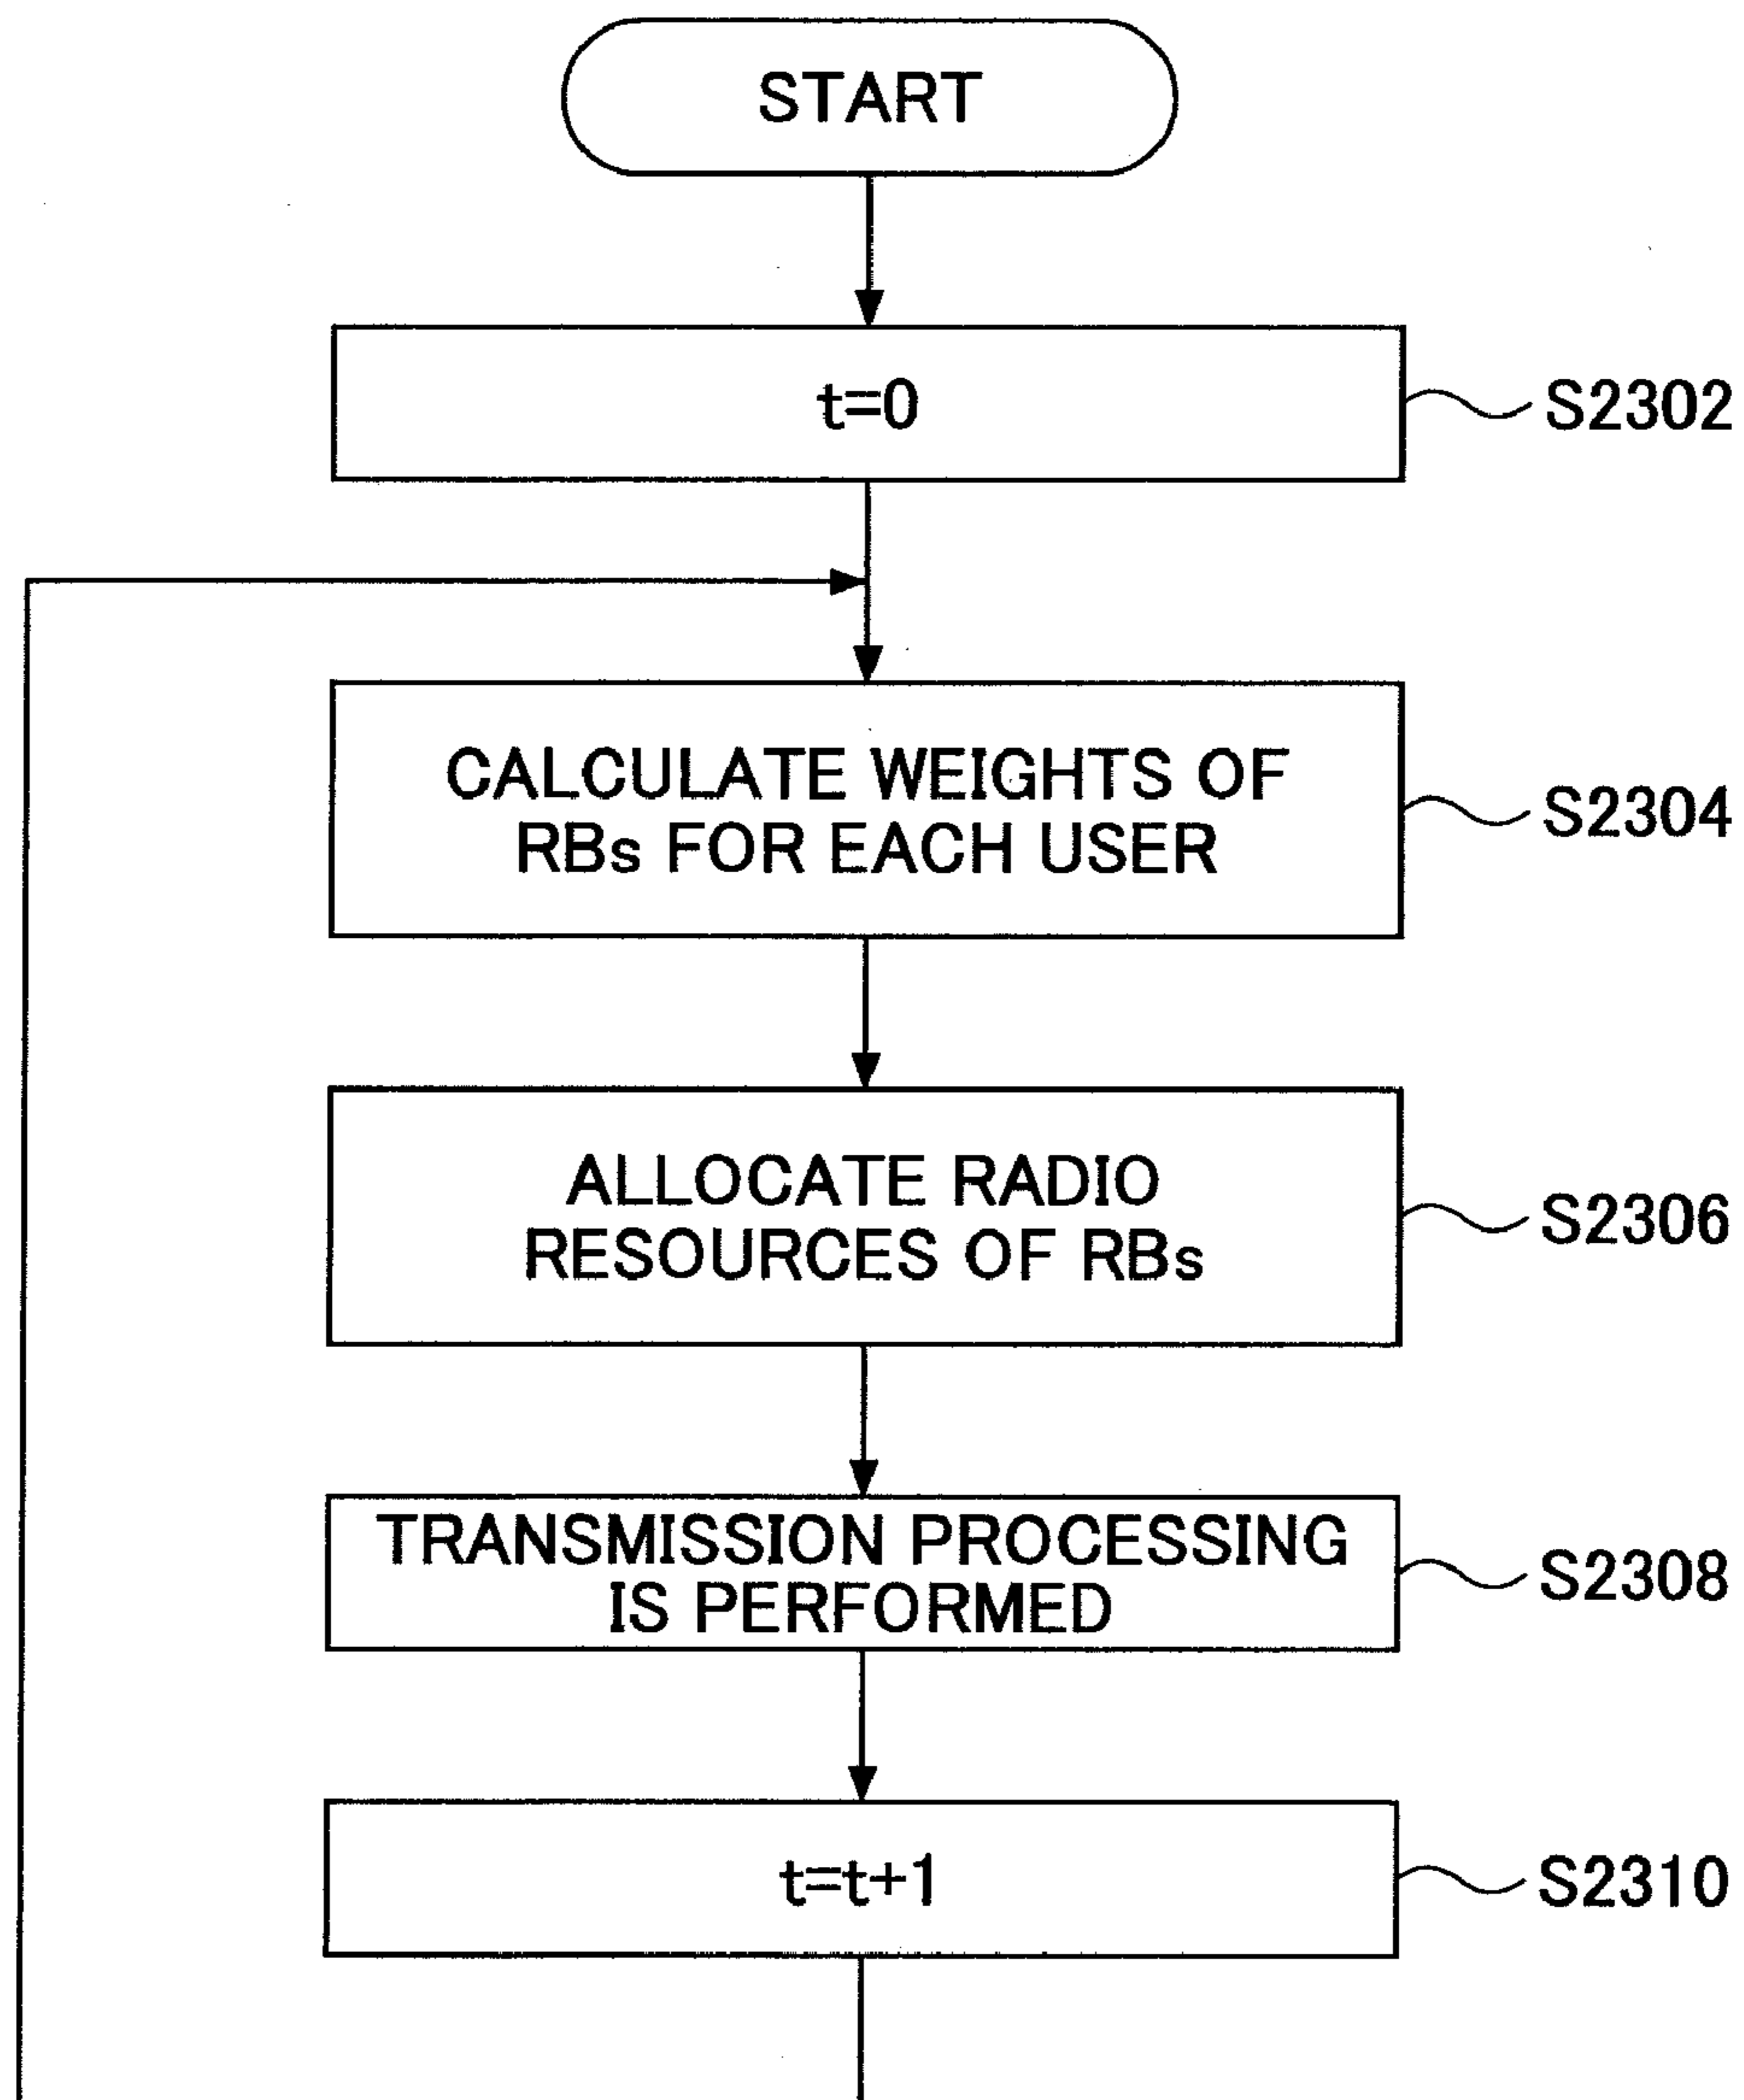 START
t=0
S2302
CALCULATE WEIGHTS OF
RBs FOR EACH USER
S2304
ALLOCATE RADIO
RESOURCES OF RBs
S2306
TRANSMISSION PROCESSING
IS PERFORMED
S2308
t=t+1
S2310